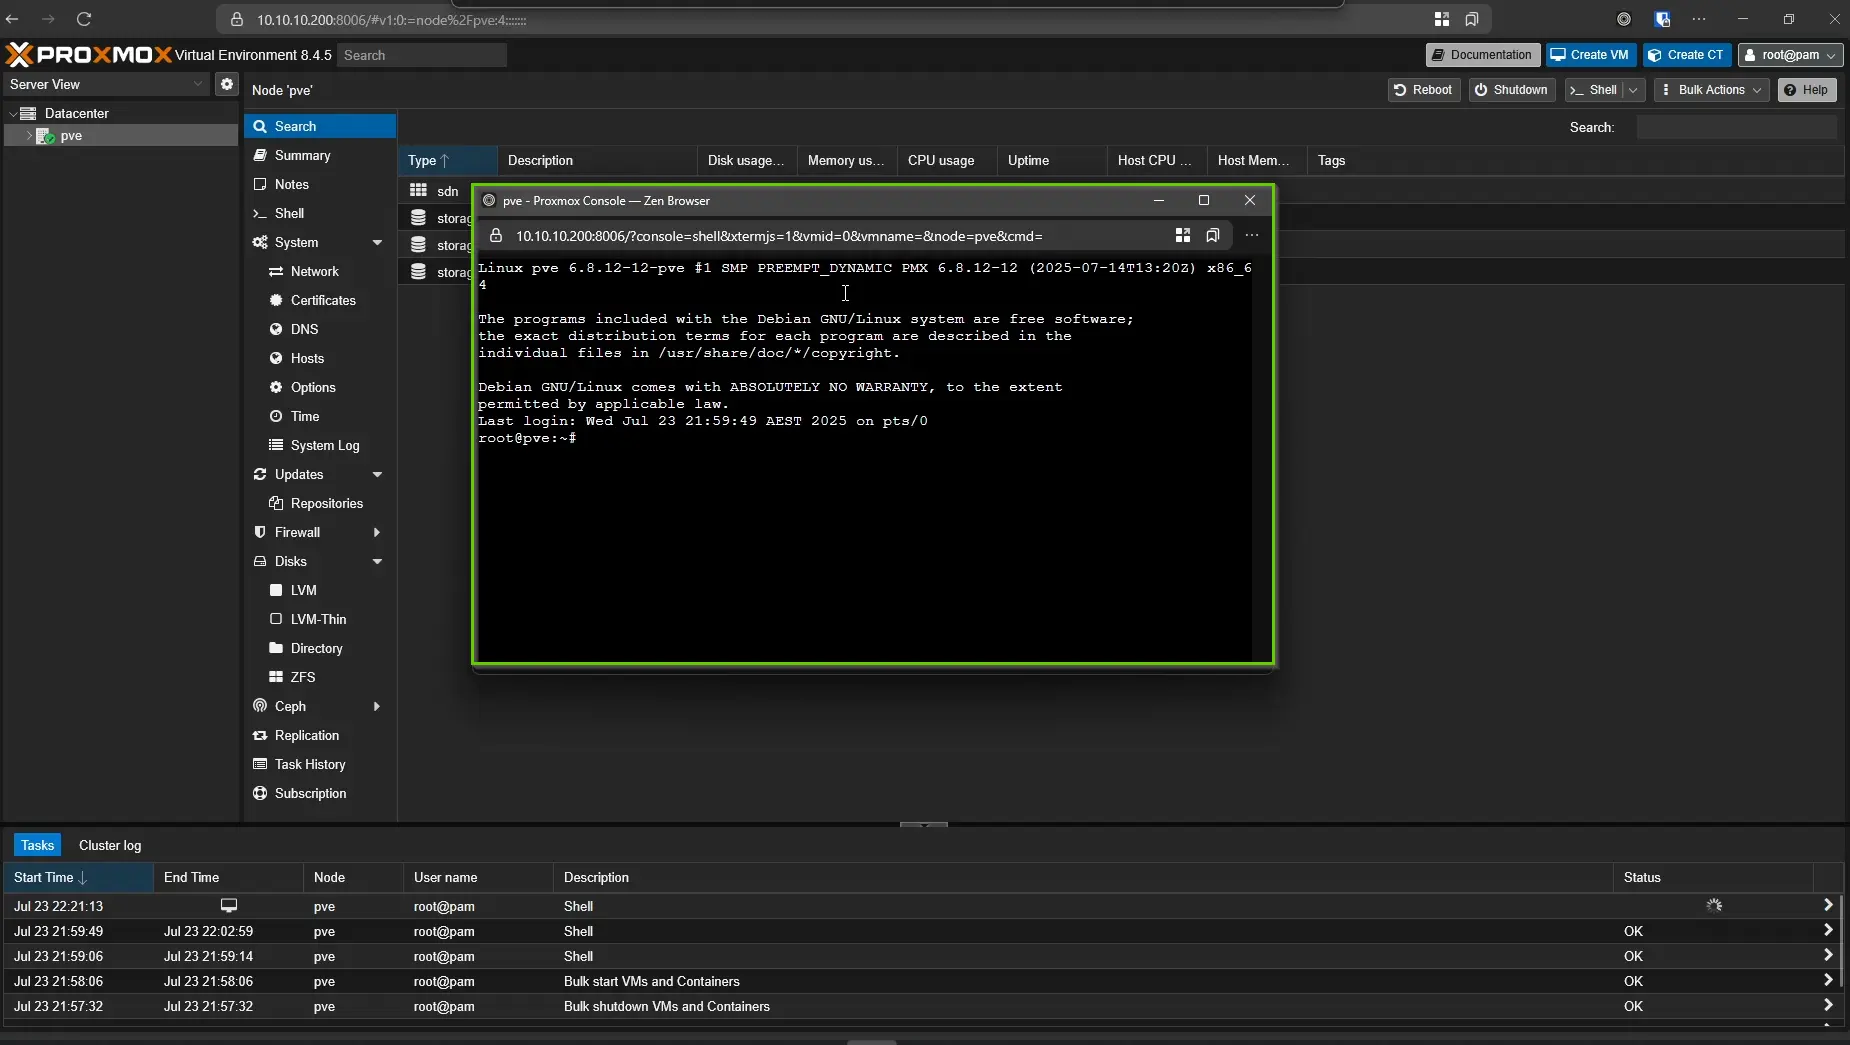 10.10.10.200:8006/#v1:0:=node%2Fpve:4:::::::
PROXMOX Virtual Environment 8.4.5 Search
Documentation Create VM Create CT root@pam
Server View
Node 'pve'
Reboot Shutdown >_ Shell Bulk Actions Help
Datacenter
pve
Search
Summary
Notes
Shell
System
Network
Certificates
DNS
Hosts
Options
Time
System Log
Updates
Repositories
Firewall
Disks
LVM
LVM-Thin
Directory
ZFS
Ceph
Replication
Task History
Subscription
Search:
Type Description Disk usage... Memory us... CPU usage Uptime Host CPU ... Host Mem... Tags
sdn
storag
storag
storag
pve - Proxmox Console — Zen Browser
10.10.10.200:8006/?console=shell&xtermjs=1&vmid=0&vmname=&node=pve&cmd=
Linux pve 6.8.12-12-pve #1 SMP PREEMPT_DYNAMIC PMX 6.8.12-12 (2025-07-14T13:20Z) x86_6
4
The programs included with the Debian GNU/Linux system are free software;
the exact distribution terms for each program are described in the
individual files in /usr/share/doc/*/copyright.
Debian GNU/Linux comes with ABSOLUTELY NO WARRANTY, to the extent
permitted by applicable law.
Last login: Wed Jul 23 21:59:49 AEST 2025 on pts/0
root@pve:~#
Tasks Cluster log
Start Time End Time Node User name Description Status
Jul 23 22:21:13 pve root@pam Shell
Jul 23 21:59:49 Jul 23 22:02:59 pve root@pam Shell OK
Jul 23 21:59:06 Jul 23 21:59:14 pve root@pam Shell OK
Jul 23 21:58:06 Jul 23 21:58:06 pve root@pam Bulk start VMs and Containers OK
Jul 23 21:57:32 Jul 23 21:57:32 pve root@pam Bulk shutdown VMs and Containers OK